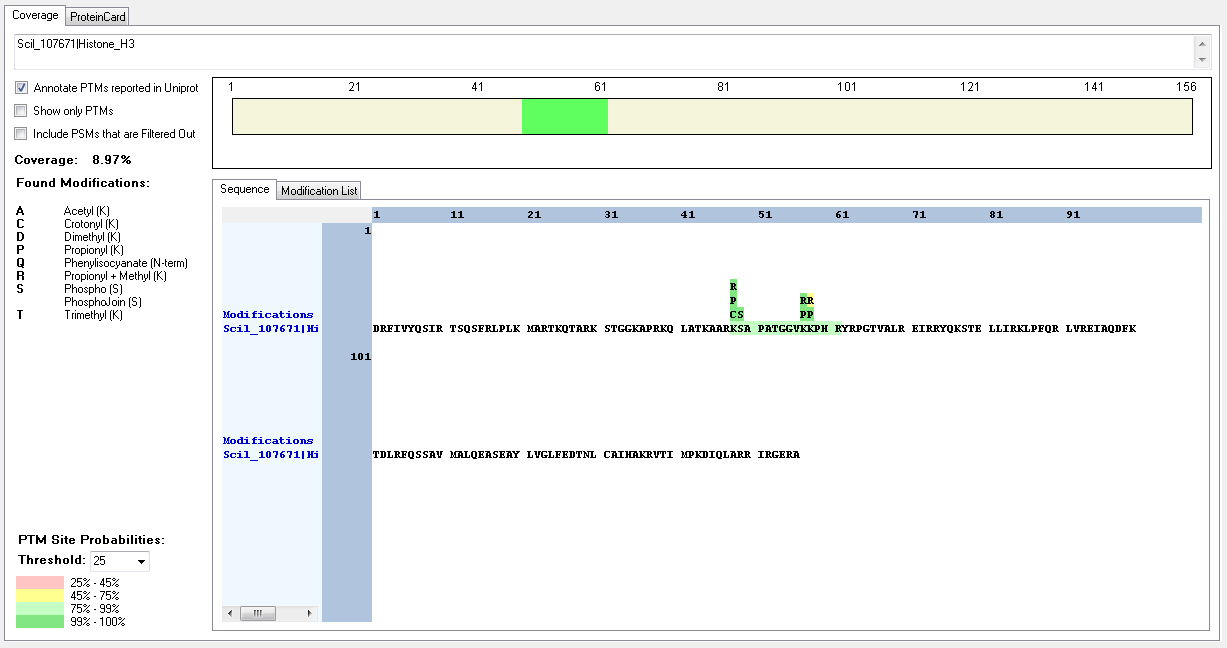 Coverage ProteinCard
Scil_107671|Histone_H3
Annotate PTMs reported in Uniprot
Show only PTMs
Include PSMs that are Filtered Out
Coverage: 8.97%
1 21 41 61 81 101 121 141 156
Found Modifications:
A Acetyl (K)
C Crotonyl (K)
D Dimethyl (K)
P Propionyl (K)
Q Phenylisocyanate (N-term)
R Propionyl + Methyl (K)
S Phospho (S)
PhosphoJoin (S)
T Trimethyl (K)
Sequence Modification List
1 11 21 31 41 51 61 71 81 91
1
R
P RR
Modifications CS PP
Scil_107671|Hi DRFIVYQSIR TSQSFRLPLK MARTKQTARK STGGKAPRKQ LATKAARKSA PATGGVKKPH RYRPGTVALR EIRRYQKSTE LLIRKLPFQR LVREIAQDFK
101
Modifications
Scil_107671|Hi TDLRFQSSAV MALQEASEAY LVGLFEDTNL CAIHAKRVTI MPKDIQLARR IRGERA
PTM Site Probabilities:
Threshold: 25
25% - 45%
45% - 75%
75% - 99%
99% - 100%